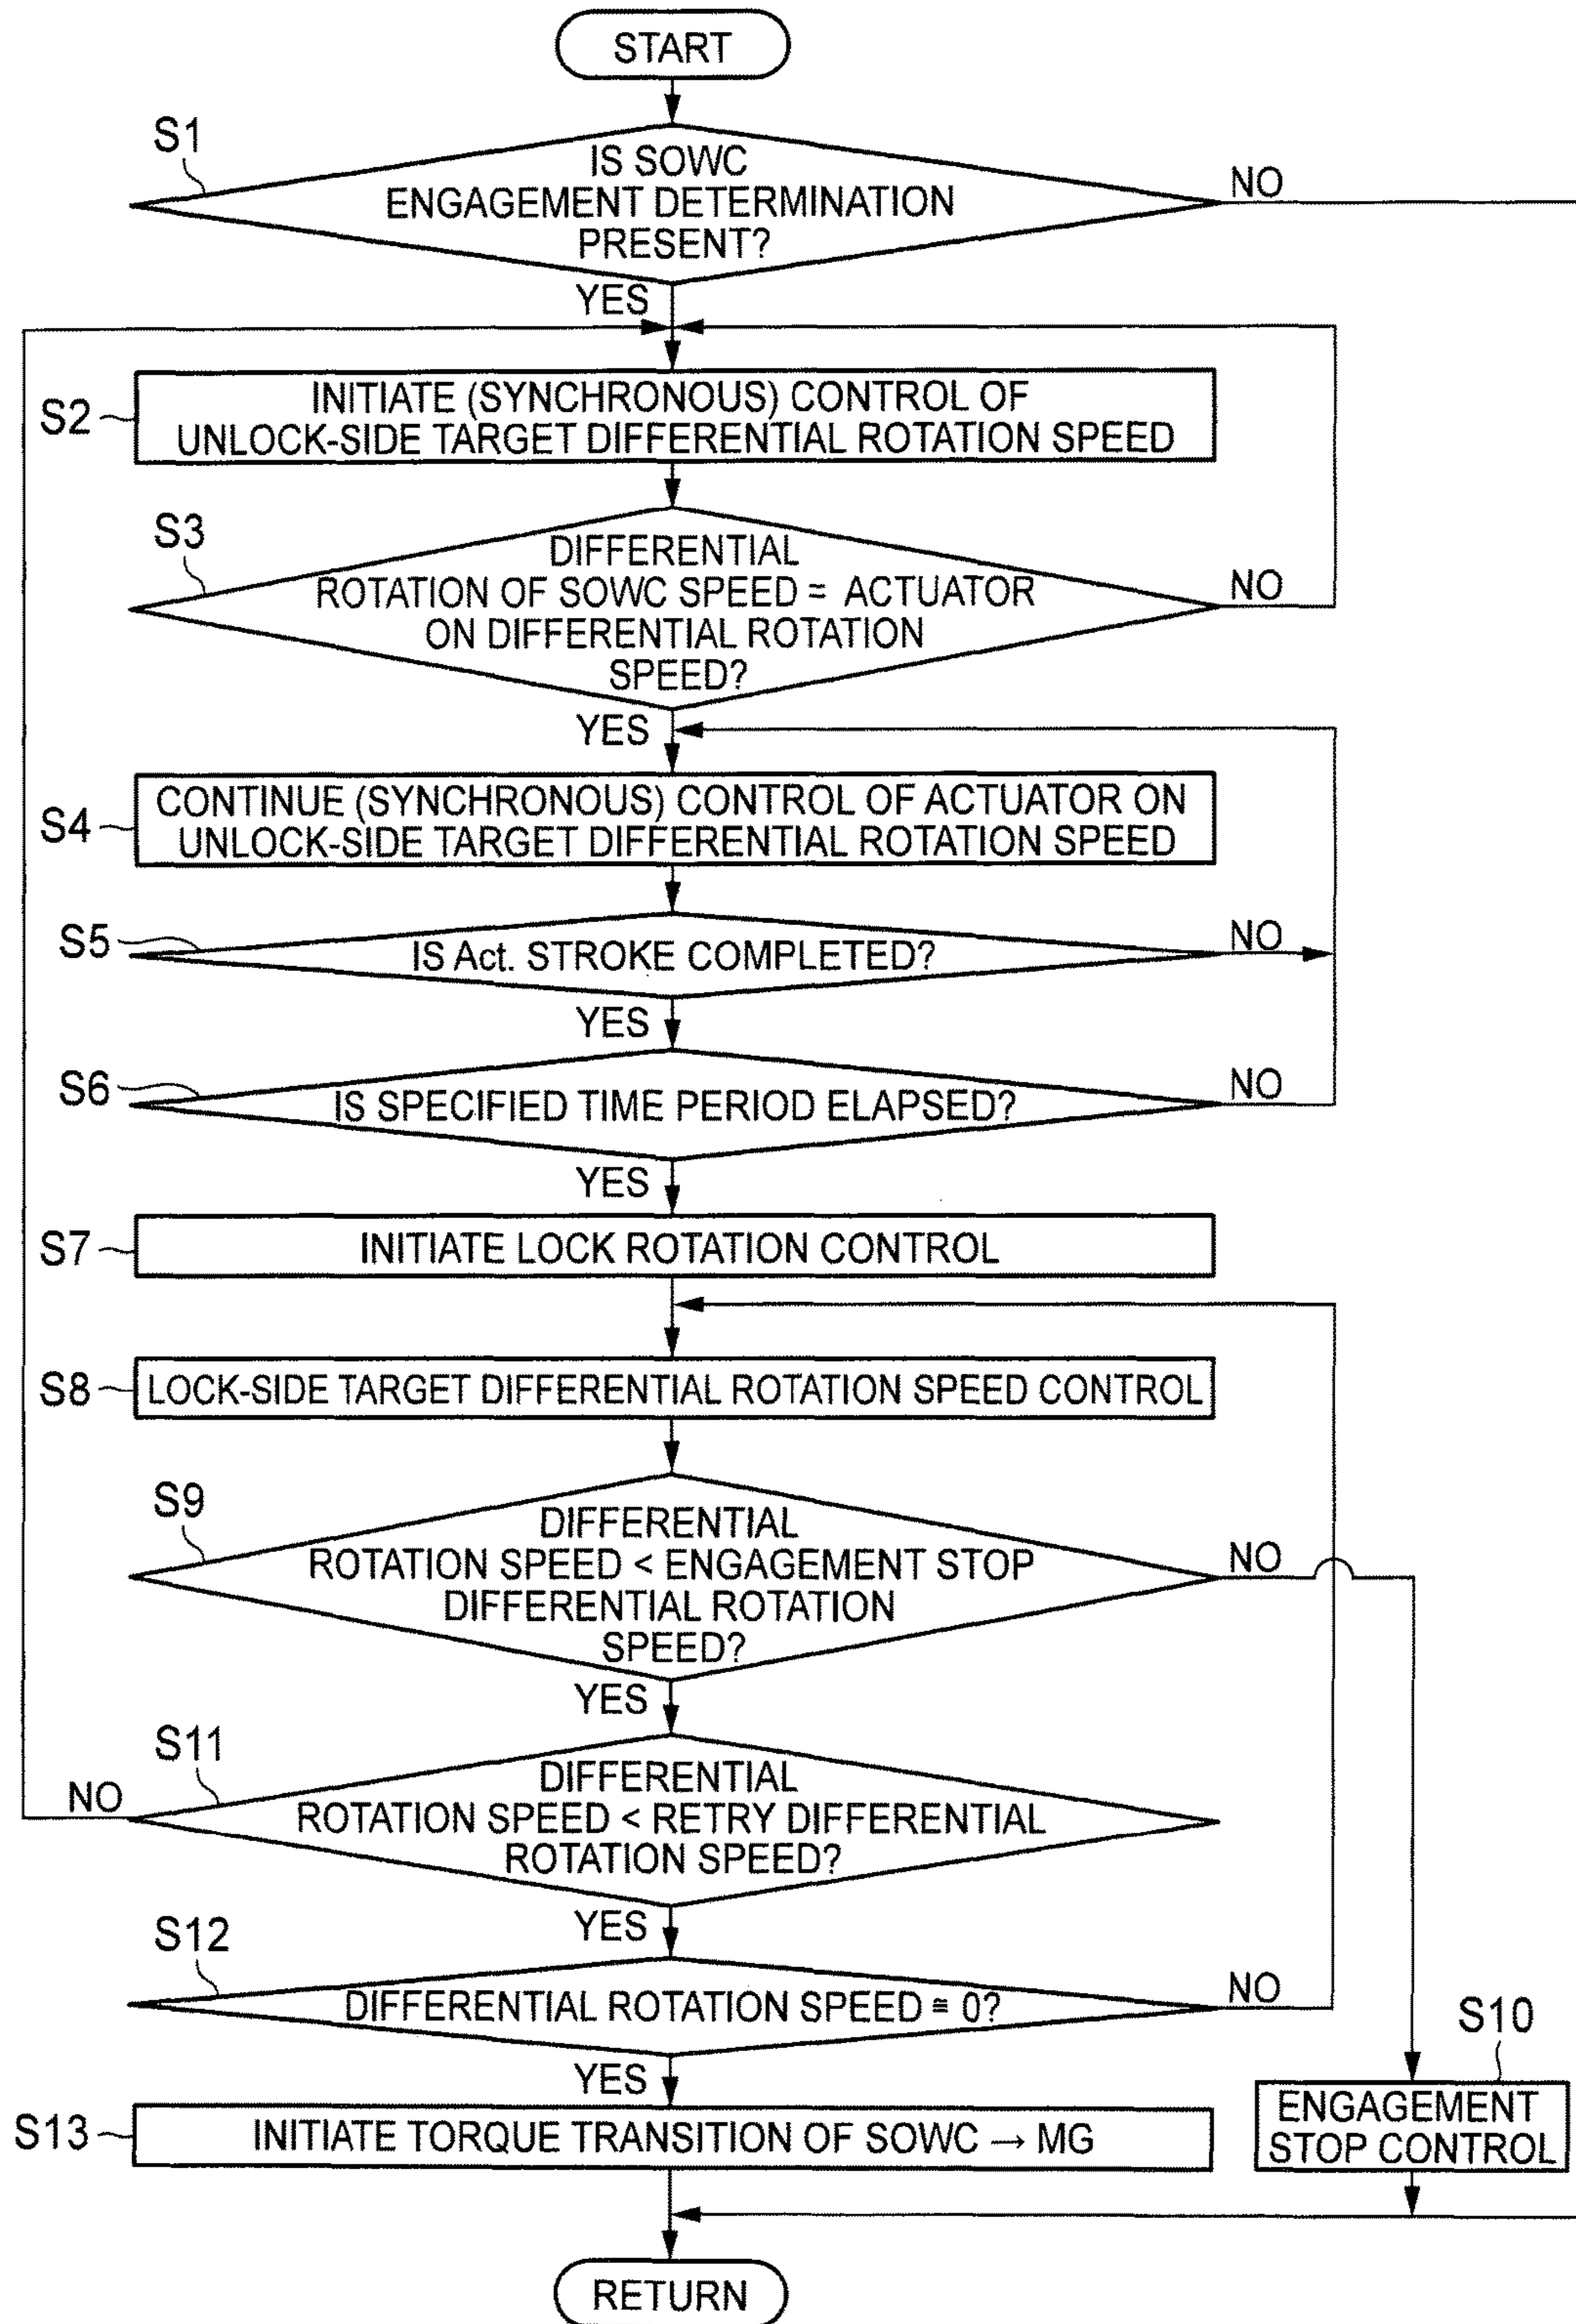 START
S1
IS SOWC
ENGAGEMENT DETERMINATION
PRESENT?
NO
YES
S2
INITIATE (SYNCHRONOUS) CONTROL OF
UNLOCK-SIDE TARGET DIFFERENTIAL ROTATION SPEED
S3
DIFFERENTIAL
ROTATION OF SOWC SPEED = ACTUATOR
ON DIFFERENTIAL ROTATION
SPEED?
NO
YES
S4
CONTINUE (SYNCHRONOUS) CONTROL OF ACTUATOR ON
UNLOCK-SIDE TARGET DIFFERENTIAL ROTATION SPEED
S5
IS Act. STROKE COMPLETED?
NO
YES
S6
IS SPECIFIED TIME PERIOD ELAPSED?
NO
YES
S7
INITIATE LOCK ROTATION CONTROL
S8
LOCK-SIDE TARGET DIFFERENTIAL ROTATION SPEED CONTROL
S9
DIFFERENTIAL
ROTATION SPEED < ENGAGEMENT STOP
DIFFERENTIAL ROTATION
SPEED?
NO
YES
S11
DIFFERENTIAL
ROTATION SPEED < RETRY DIFFERENTIAL
ROTATION SPEED?
NO
YES
S12
DIFFERENTIAL ROTATION SPEED ≅ 0?
NO
YES
S10
ENGAGEMENT
STOP CONTROL
S13
INITIATE TORQUE TRANSITION OF SOWC → MG
RETURN